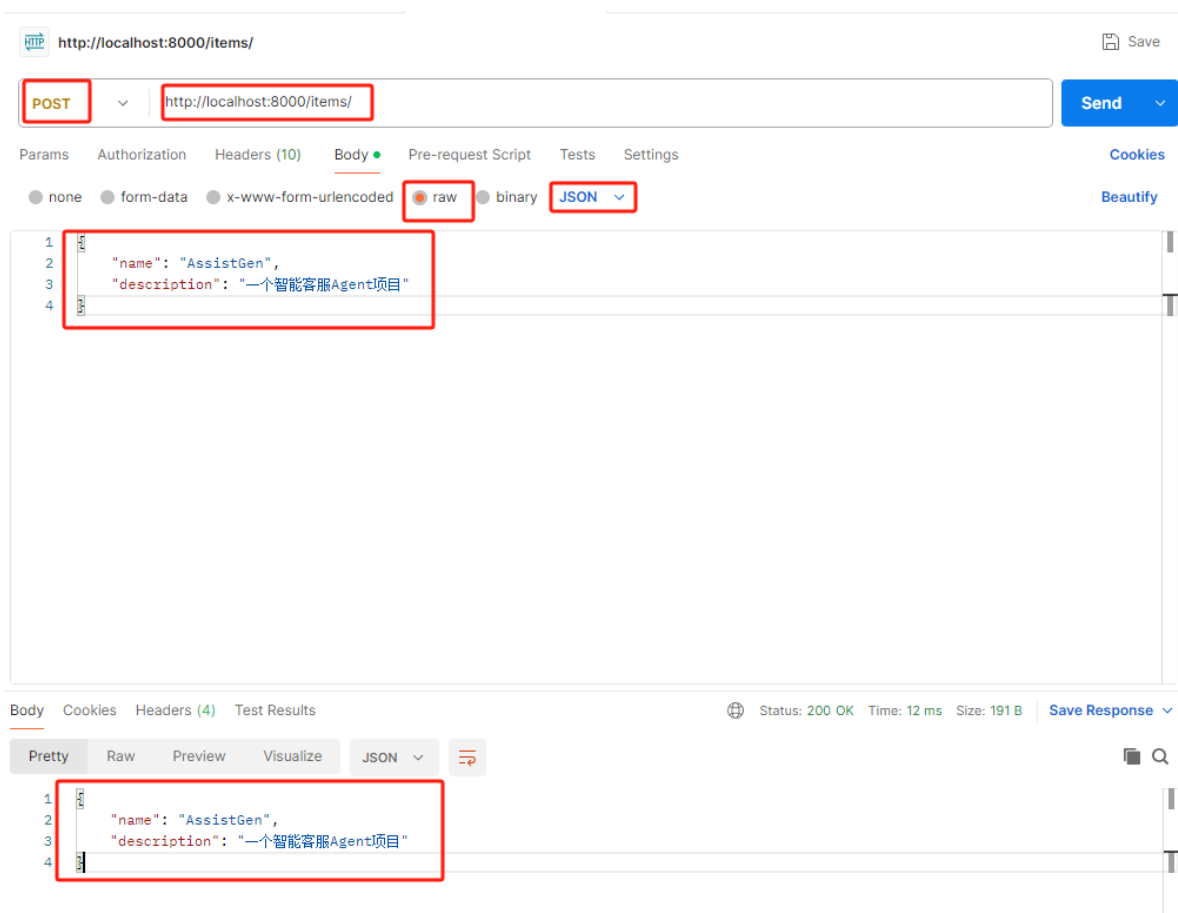 HTTP http://localhost:8000/items/ Save
POST http://localhost:8000/items/ Send
Params Authorization Headers (10) Body Pre-request Script Tests Settings Cookies
none form-data x-www-form-urlencoded raw binary JSON Beautify
1 {
2 "name": "AssistGen",
3 "description": "一个智能客服Agent项目"
4 }
Body Cookies Headers (4) Test Results Status: 200 OK Time: 12 ms Size: 191 B Save Response
Pretty Raw Preview Visualize JSON
1 {
2 "name": "AssistGen",
3 "description": "一个智能客服Agent项目"
4 }